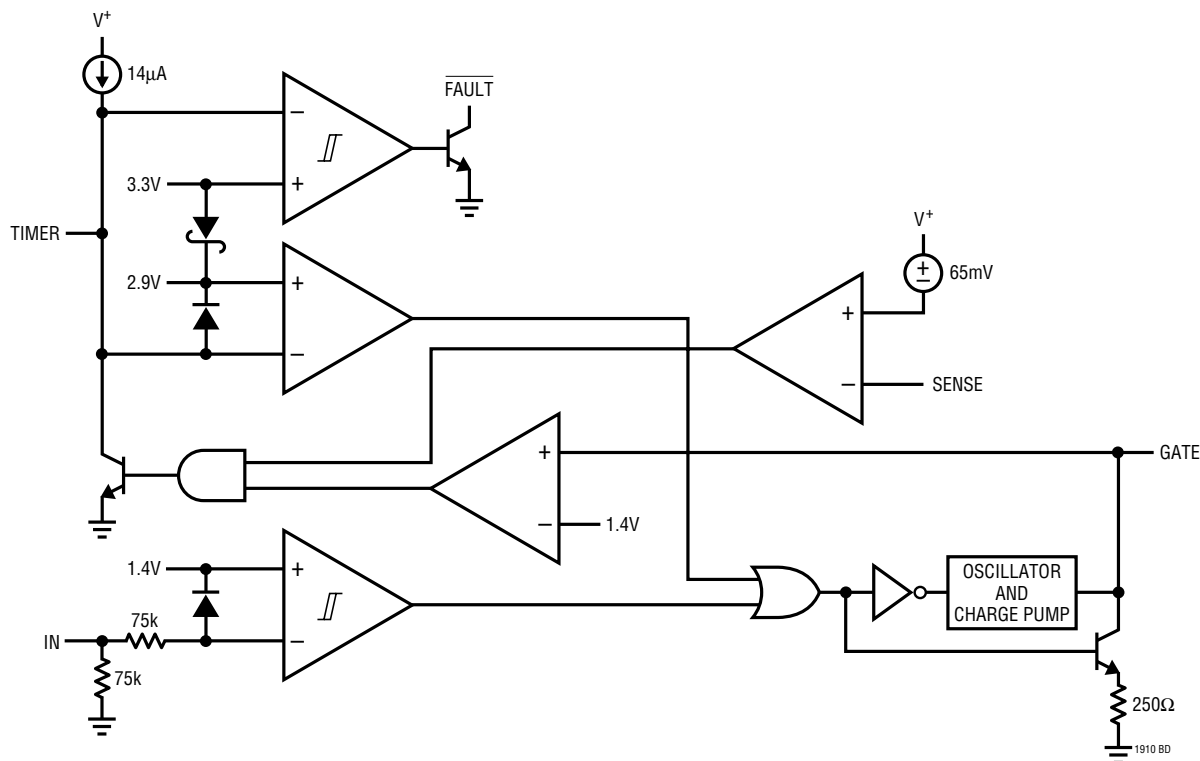 V+
14µA
FAULT
3.3V
TIMER
2.9V
V+
65mV
SENSE
GATE
1.4V
1.4V
75k
IN
75k
OSCILLATOR
AND
CHARGE PUMP
250Ω
1910 BD
+
−
+
−
+
−
+
−
+
−
+
−